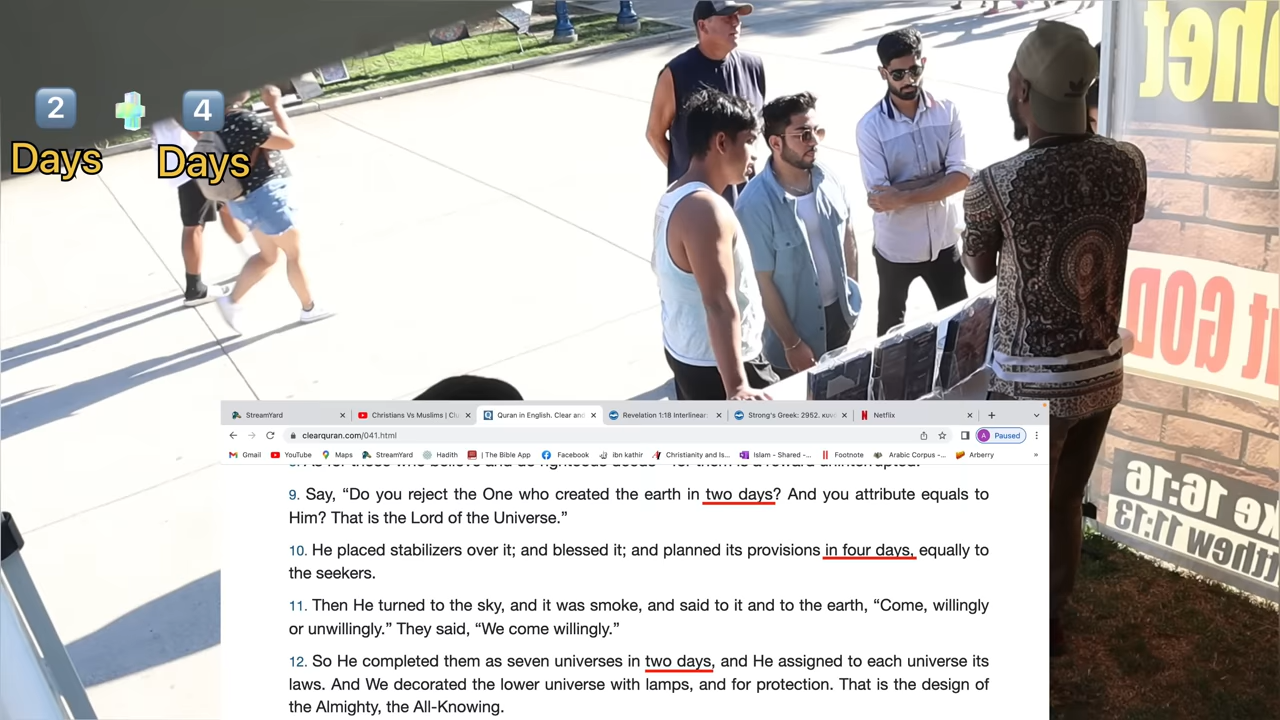 2 + 4
Days Days
GOD
ke 16:16
tthew 11:13
StreamYard
Christians Vs Muslims | Cl
Quran in English. Clear and
Revelation 1:18 Interlinear:
Strong's Greek: 2952. κυν
Netflix
clearquran.com/041.html
A Paused
Gmail YouTube Maps StreamYard Hadith | The Bible App Facebook ibn kathir Christianity and Is... Islam - Shared -... Footnote Arabic Corpus -... Arberry »
9. Say, “Do you reject the One who created the earth in two days? And you attribute equals to
Him? That is the Lord of the Universe.”
10. He placed stabilizers over it; and blessed it; and planned its provisions in four days, equally to
the seekers.
11. Then He turned to the sky, and it was smoke, and said to it and to the earth, “Come, willingly
or unwillingly.” They said, “We come willingly.”
12. So He completed them as seven universes in two days, and He assigned to each universe its
laws. And We decorated the lower universe with lamps, and for protection. That is the design of
the Almighty, the All-Knowing.